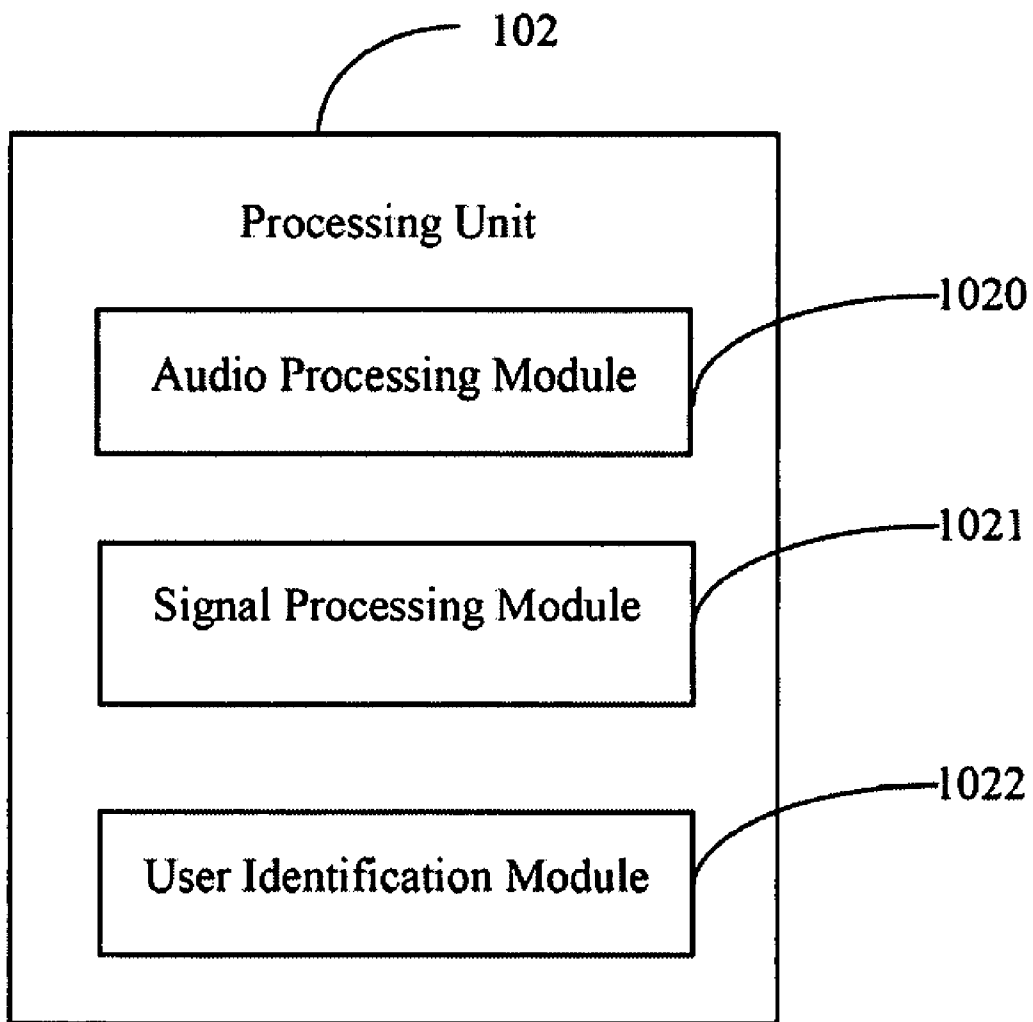 102
Processing Unit
1020
Audio Processing Module
1021
Signal Processing Module
1022
User Identification Module